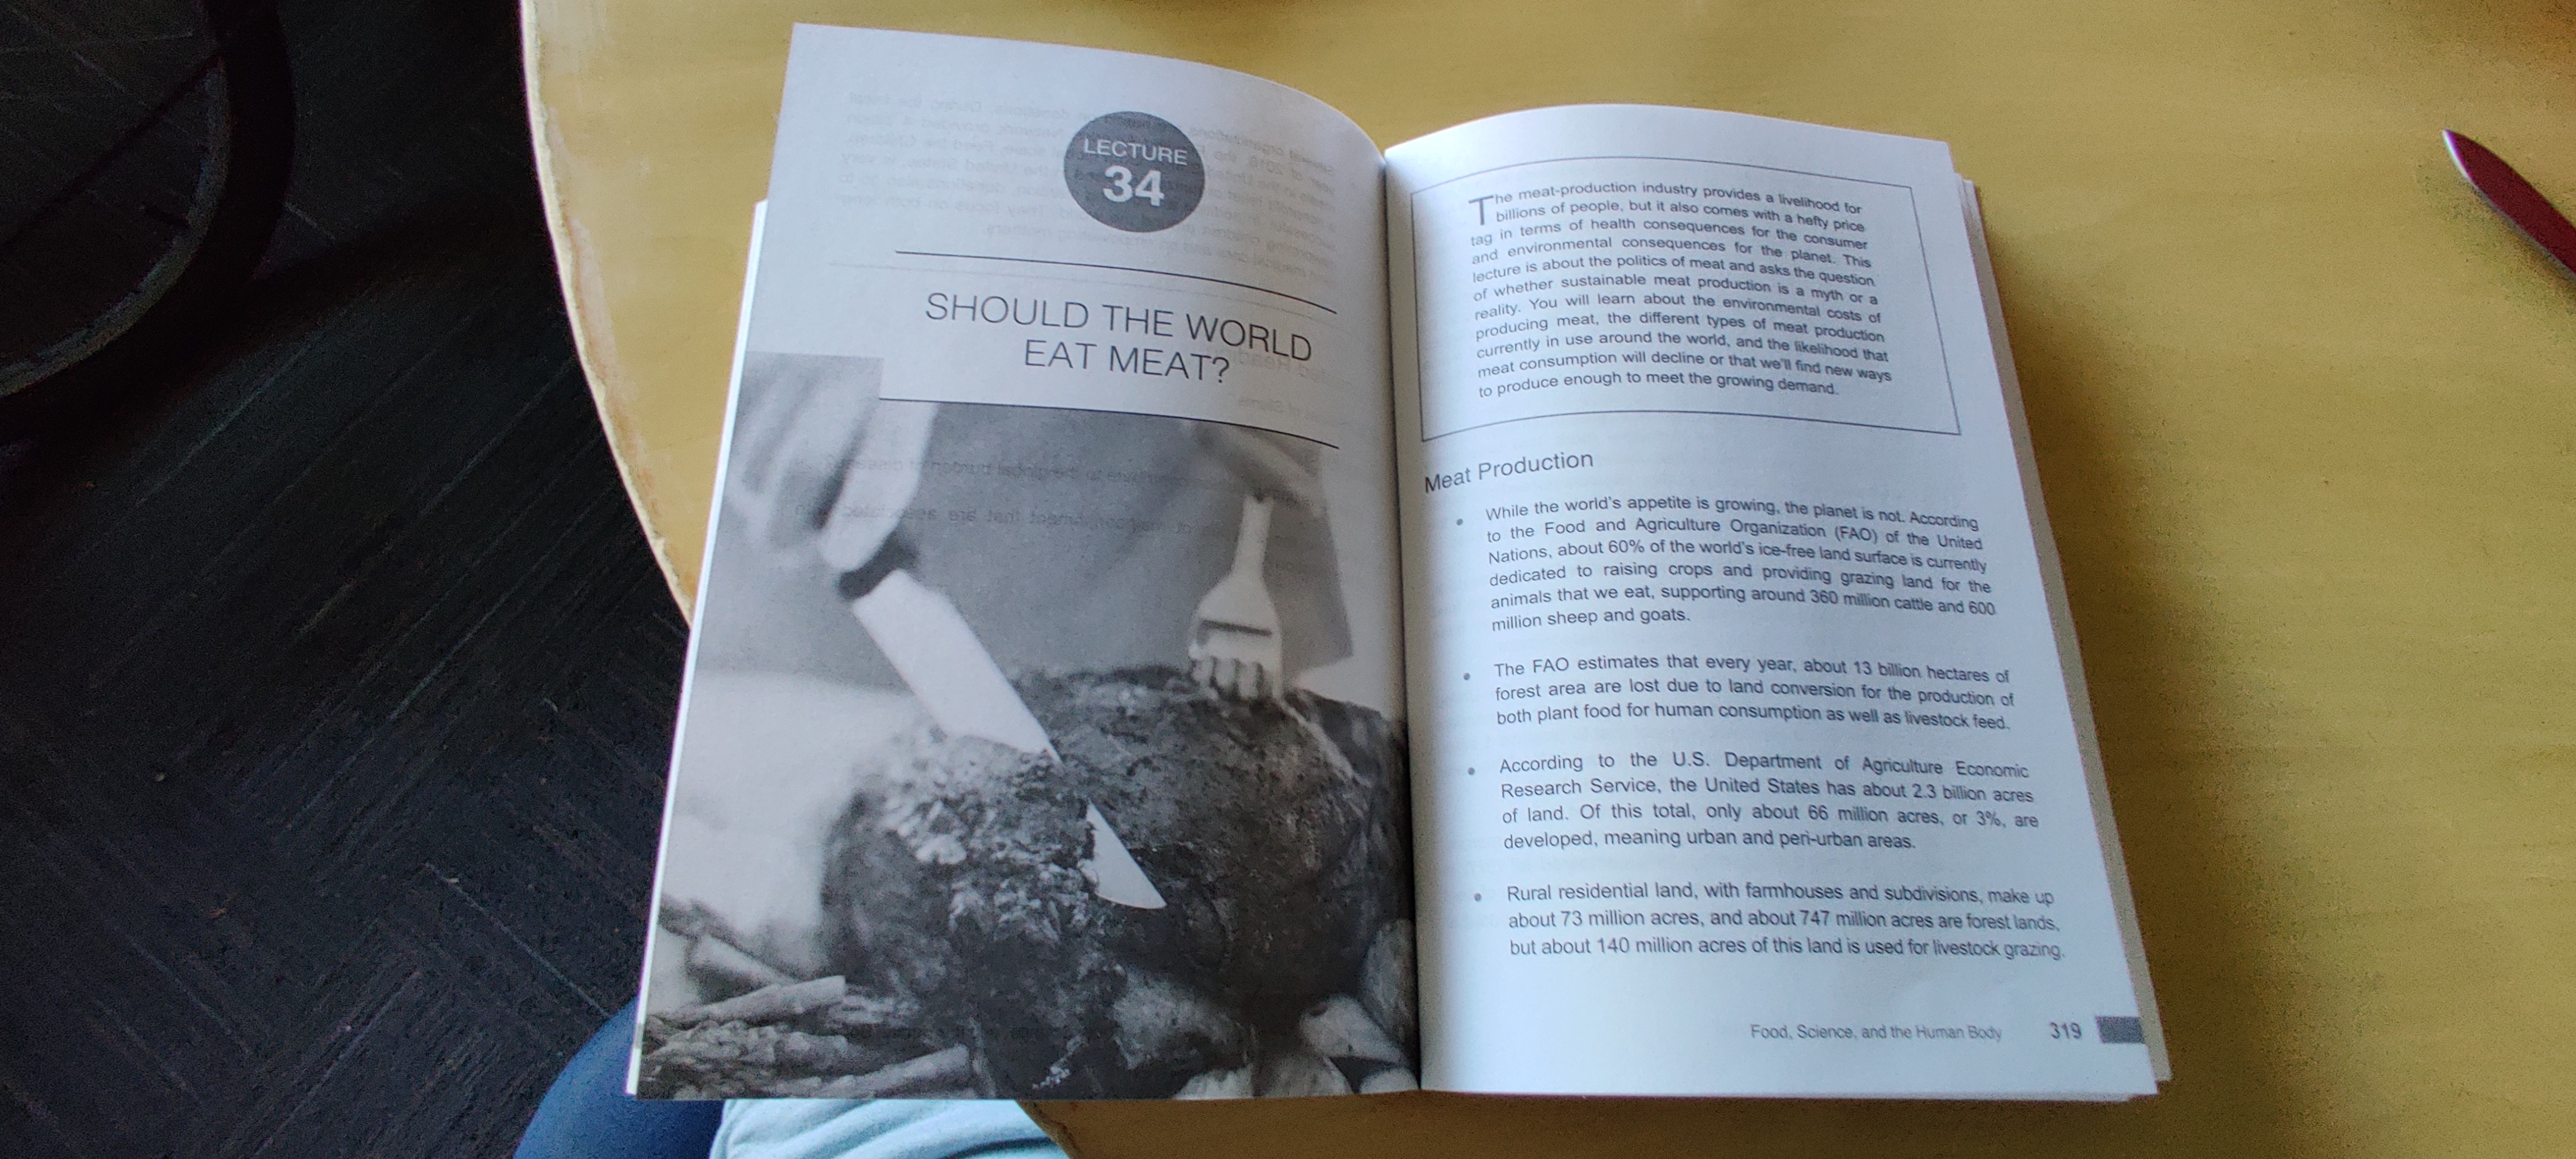 LECTURE
34
SHOULD THE WORLD
EAT MEAT?
The meat-production industry provides a livelihood for
billions of people, but it also comes with a hefty price
tag in terms of health consequences for the consumer
and environmental consequences for the planet. This
lecture is about the politics of meat and asks the question
of whether sustainable meat production is a myth or a
reality. You will learn about the environmental costs of
producing meat, the different types of meat production
currently in use around the world, and the likelihood that
meat consumption will decline or that we'll find new ways
to produce enough to meet the growing demand.
Meat Production
• While the world's appetite is growing, the planet is not. According
to the Food and Agriculture Organization (FAO) of the United
Nations, about 60% of the world's ice-free land surface is currently
dedicated to raising crops and providing grazing land for the
animals that we eat, supporting around 360 million cattle and 600
million sheep and goats.
• The FAO estimates that every year, about 13 billion hectares of
forest area are lost due to land conversion for the production of
both plant food for human consumption as well as livestock feed.
• According to the U.S. Department of Agriculture Economic
Research Service, the United States has about 2.3 billion acres
of land. Of this total, only about 66 million acres, or 3%, are
developed, meaning urban and peri-urban areas.
• Rural residential land, with farmhouses and subdivisions, make up
about 73 million acres, and about 747 million acres are forest lands,
but about 140 million acres of this land is used for livestock grazing.
Food, Science, and the Human Body 319